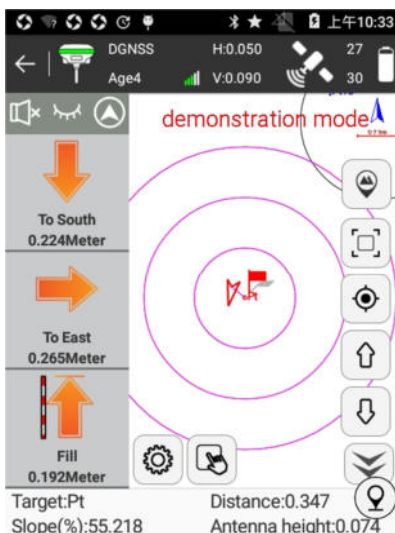 上午10:33
DGNSS H:0.050 27
Age4 V:0.090 30
demonstration mode
To South
0.224Meter
To East
0.265Meter
Fill
0.192Meter
Target:Pt Distance:0.347
Slope(%):55.218 Antenna height:0.074